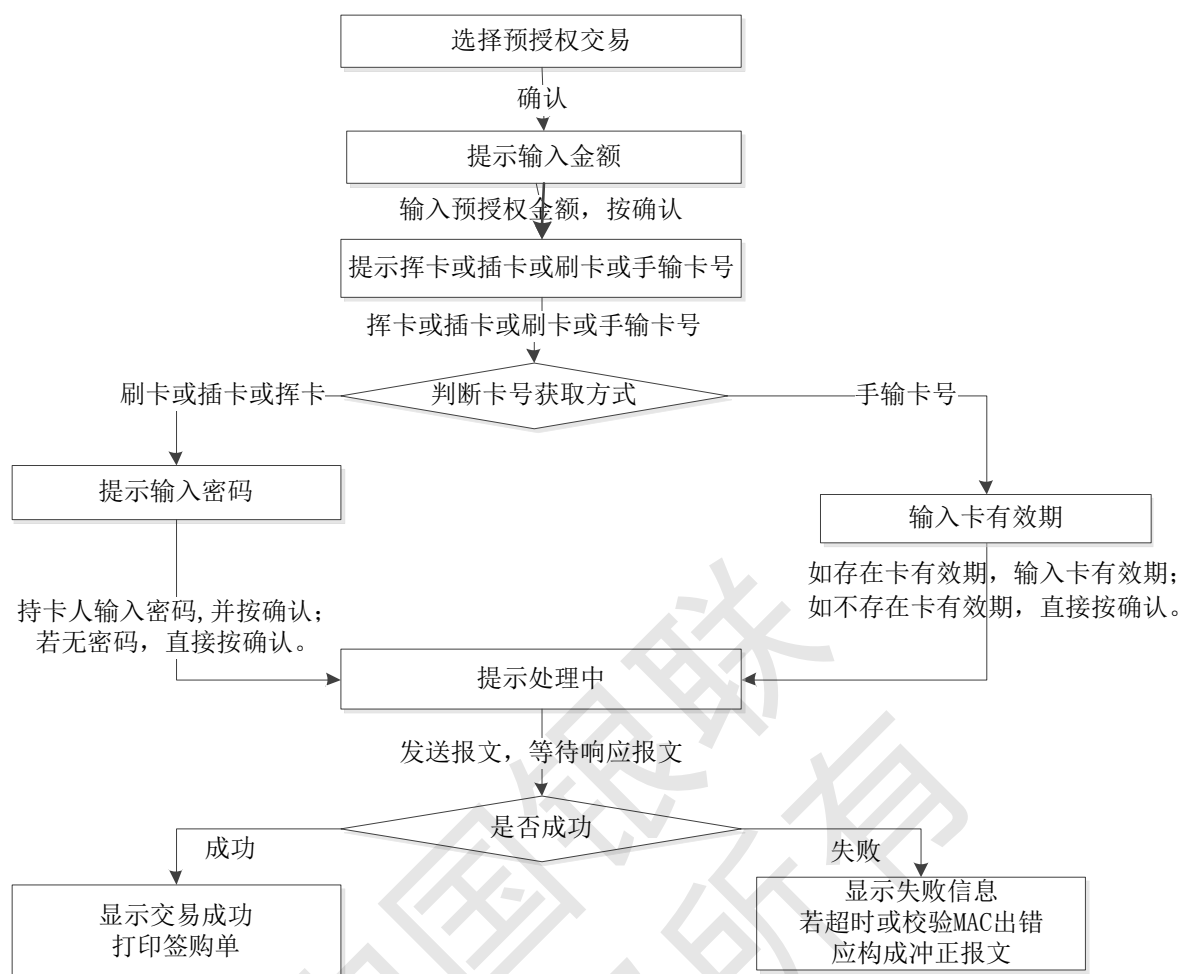 选择预授权交易
确认
提示输入金额
输入预授权金额，按确认
提示挥卡或插卡或刷卡或手输卡号
挥卡或插卡或刷卡或手输卡号
刷卡或插卡或挥卡
判断卡号获取方式
手输卡号
提示输入密码
输入卡有效期
持卡人输入密码,并按确认；
若无密码，直接按确认。
如存在卡有效期，输入卡有效期；
如不存在卡有效期，直接按确认。
提示处理中
发送报文，等待响应报文
是否成功
成功
失败
显示交易成功
打印签购单
显示失败信息
若超时或校验MAC出错
应构成冲正报文
国银联
所有